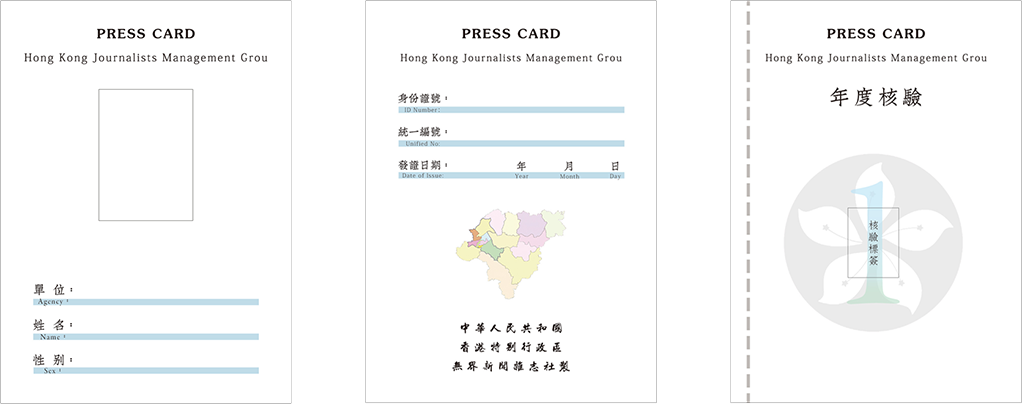 PRESS CARD
Hong Kong Journalists Management Grou
單 位：
Agency：
姓 名：
Name：
性 别：
Sex：
PRESS CARD
Hong Kong Journalists Management Grou
身份證號：
ID Number：
統一編號：
Unified No:
發證日期： 年 月 日
Date of issue: Year Month Day
中華人民共和國
香港特别行政區
無界新聞雜志社製
PRESS CARD
Hong Kong Journalists Management Grou
年度核驗
1
核驗標簽